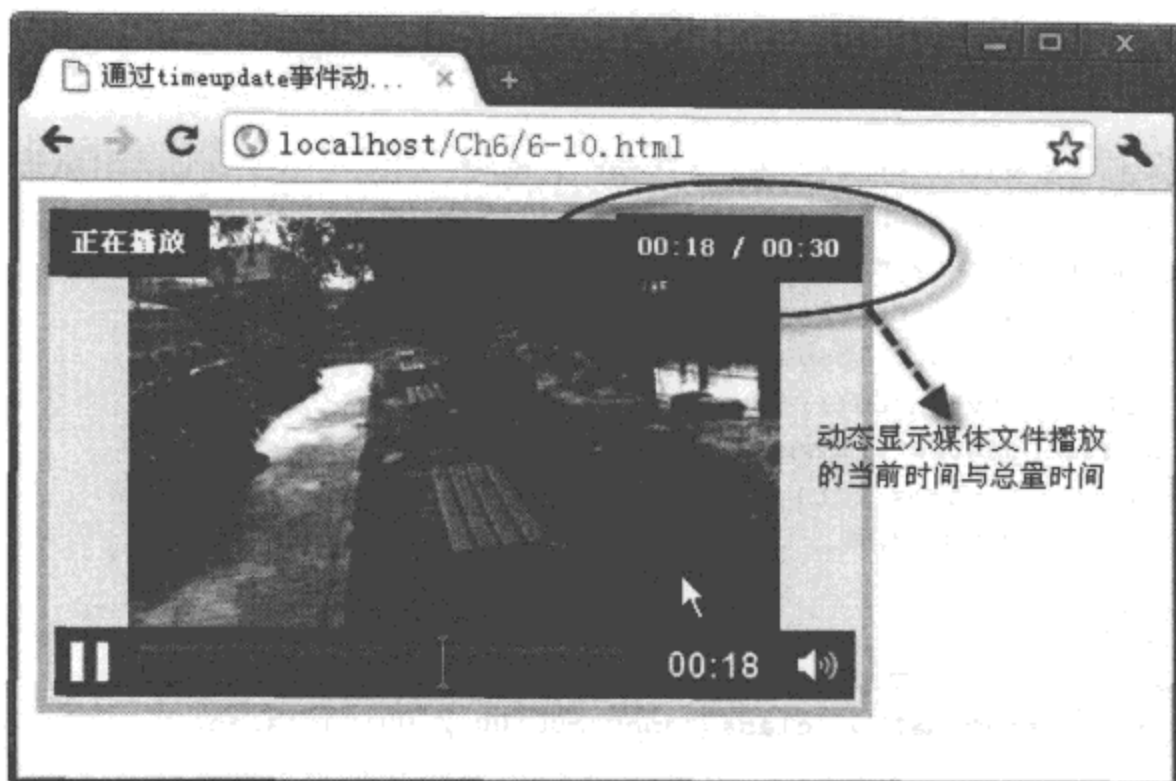 通过timeupdate事件动...
localhost/Ch6/6-10.html
正在播放
00:18 / 00:30
动态显示媒体文件播放
的当前时间与总量时间
00:18